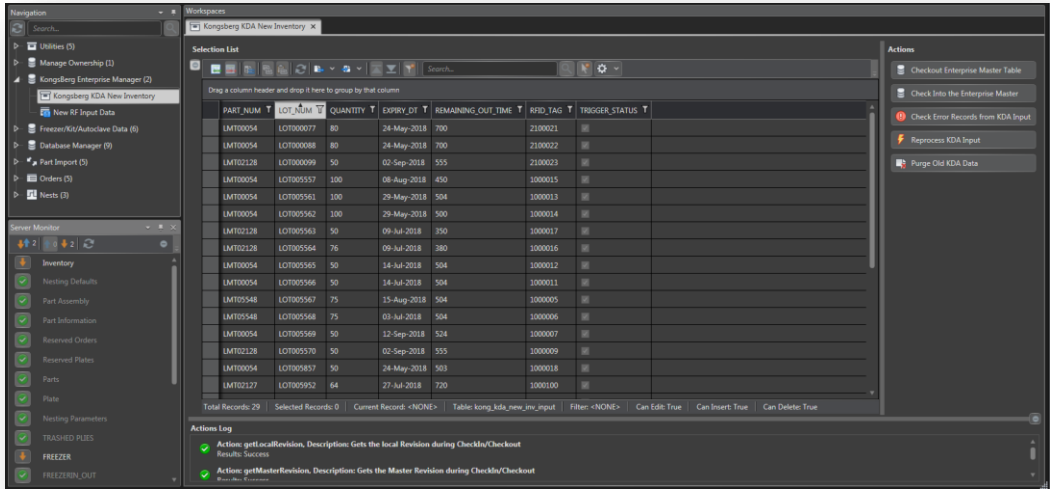 Navigation
Search...
Utilities (5)
Manage Ownership (1)
KongsBerg Enterprise Manager (2)
Kongsberg KDA New Inventory
New RF Input Data
Freezer/Kit/Autoclave Data (6)
Database Manager (9)
Part Import (5)
Orders (5)
Nests (3)
Server Monitor
2 0 2
Inventory
Nesting Defaults
Part Assembly
Part Information
Reserved Orders
Reserved Plates
Parts
Plate
Nesting Parameters
TRASHED PLIES
FREEZER
FREEZERIN_OUT
Workspaces
Kongsberg KDA New Inventory X
Selection List
Search...
Drag a column header and drop it here to group by that column
PART_NUM LOT_NUM QUANTITY EXPIRY_DT REMAINING_OUT_TIME RFID_TAG TRIGGER_STATUS
LMT00054 LOT000077 80 24-May-2018 700 2100021
LMT00054 LOT000088 80 24-May-2018 700 2100022
LMT02128 LOT000099 50 02-Sep-2018 555 2100023
LMT00054 LOT005557 100 08-Aug-2018 450 1000015
LMT00054 LOT005561 100 29-May-2018 504 1000013
LMT00054 LOT005562 100 29-May-2018 500 1000014
LMT02128 LOT005563 50 09-Jul-2018 350 1000017
LMT02128 LOT005564 76 09-Jul-2018 380 1000016
LMT00054 LOT005565 50 14-Jul-2018 504 1000012
LMT00054 LOT005566 50 14-Jul-2018 504 1000011
LMT05548 LOT005567 75 15-Aug-2018 504 1000005
LMT05548 LOT005568 75 03-Jul-2018 504 1000006
LMT00054 LOT005569 50 12-Sep-2018 524 1000007
LMT02128 LOT005570 50 02-Sep-2018 555 1000009
LMT00054 LOT005857 50 24-May-2018 503 1000018
LMT02127 LOT005952 64 27-Jul-2018 720 1000100
Total Records: 29 Selected Records: 0 Current Record: <NONE> Table: kong_kda_new_inv_input Filter: <NONE> Can Edit: True Can Insert: True Can Delete: True
Actions
Checkout Enterprise Master Table
Check Into the Enterprise Master
Check Error Records from KDA Input
Reprocess KDA Input
Purge Old KDA Data
Actions Log
Action: getLocalRevision, Description: Gets the local Revision during CheckIn/Checkout
Results: Success
Action: getMasterRevision, Description: Gets the Master Revision during CheckIn/Checkout
Results: Success